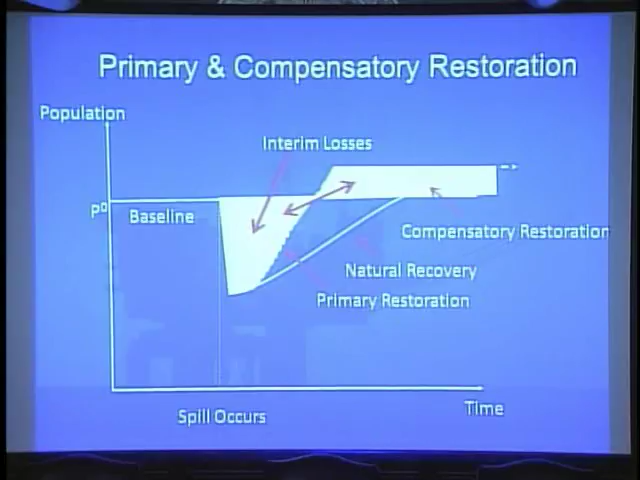 Primary & Compensatory Restoration
Population
Interim Losses
P⁰
Baseline
Compensatory Restoration
Natural Recovery
Primary Restoration
Spill Occurs
Time